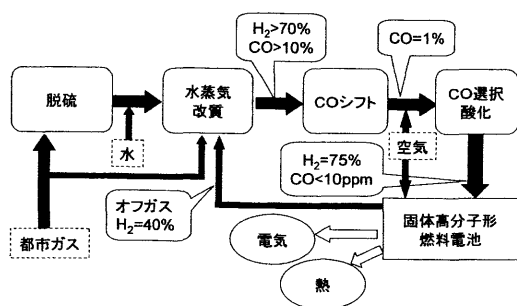 H₂>70%
CO>10%
CO=1%
脱硫
水蒸気
改質
COシフト
CO選択
酸化
水
空気
H₂=75%
CO<10ppm
オフガス
H₂=40%
都市ガス
電気
熱
固体高分子形
燃料電池